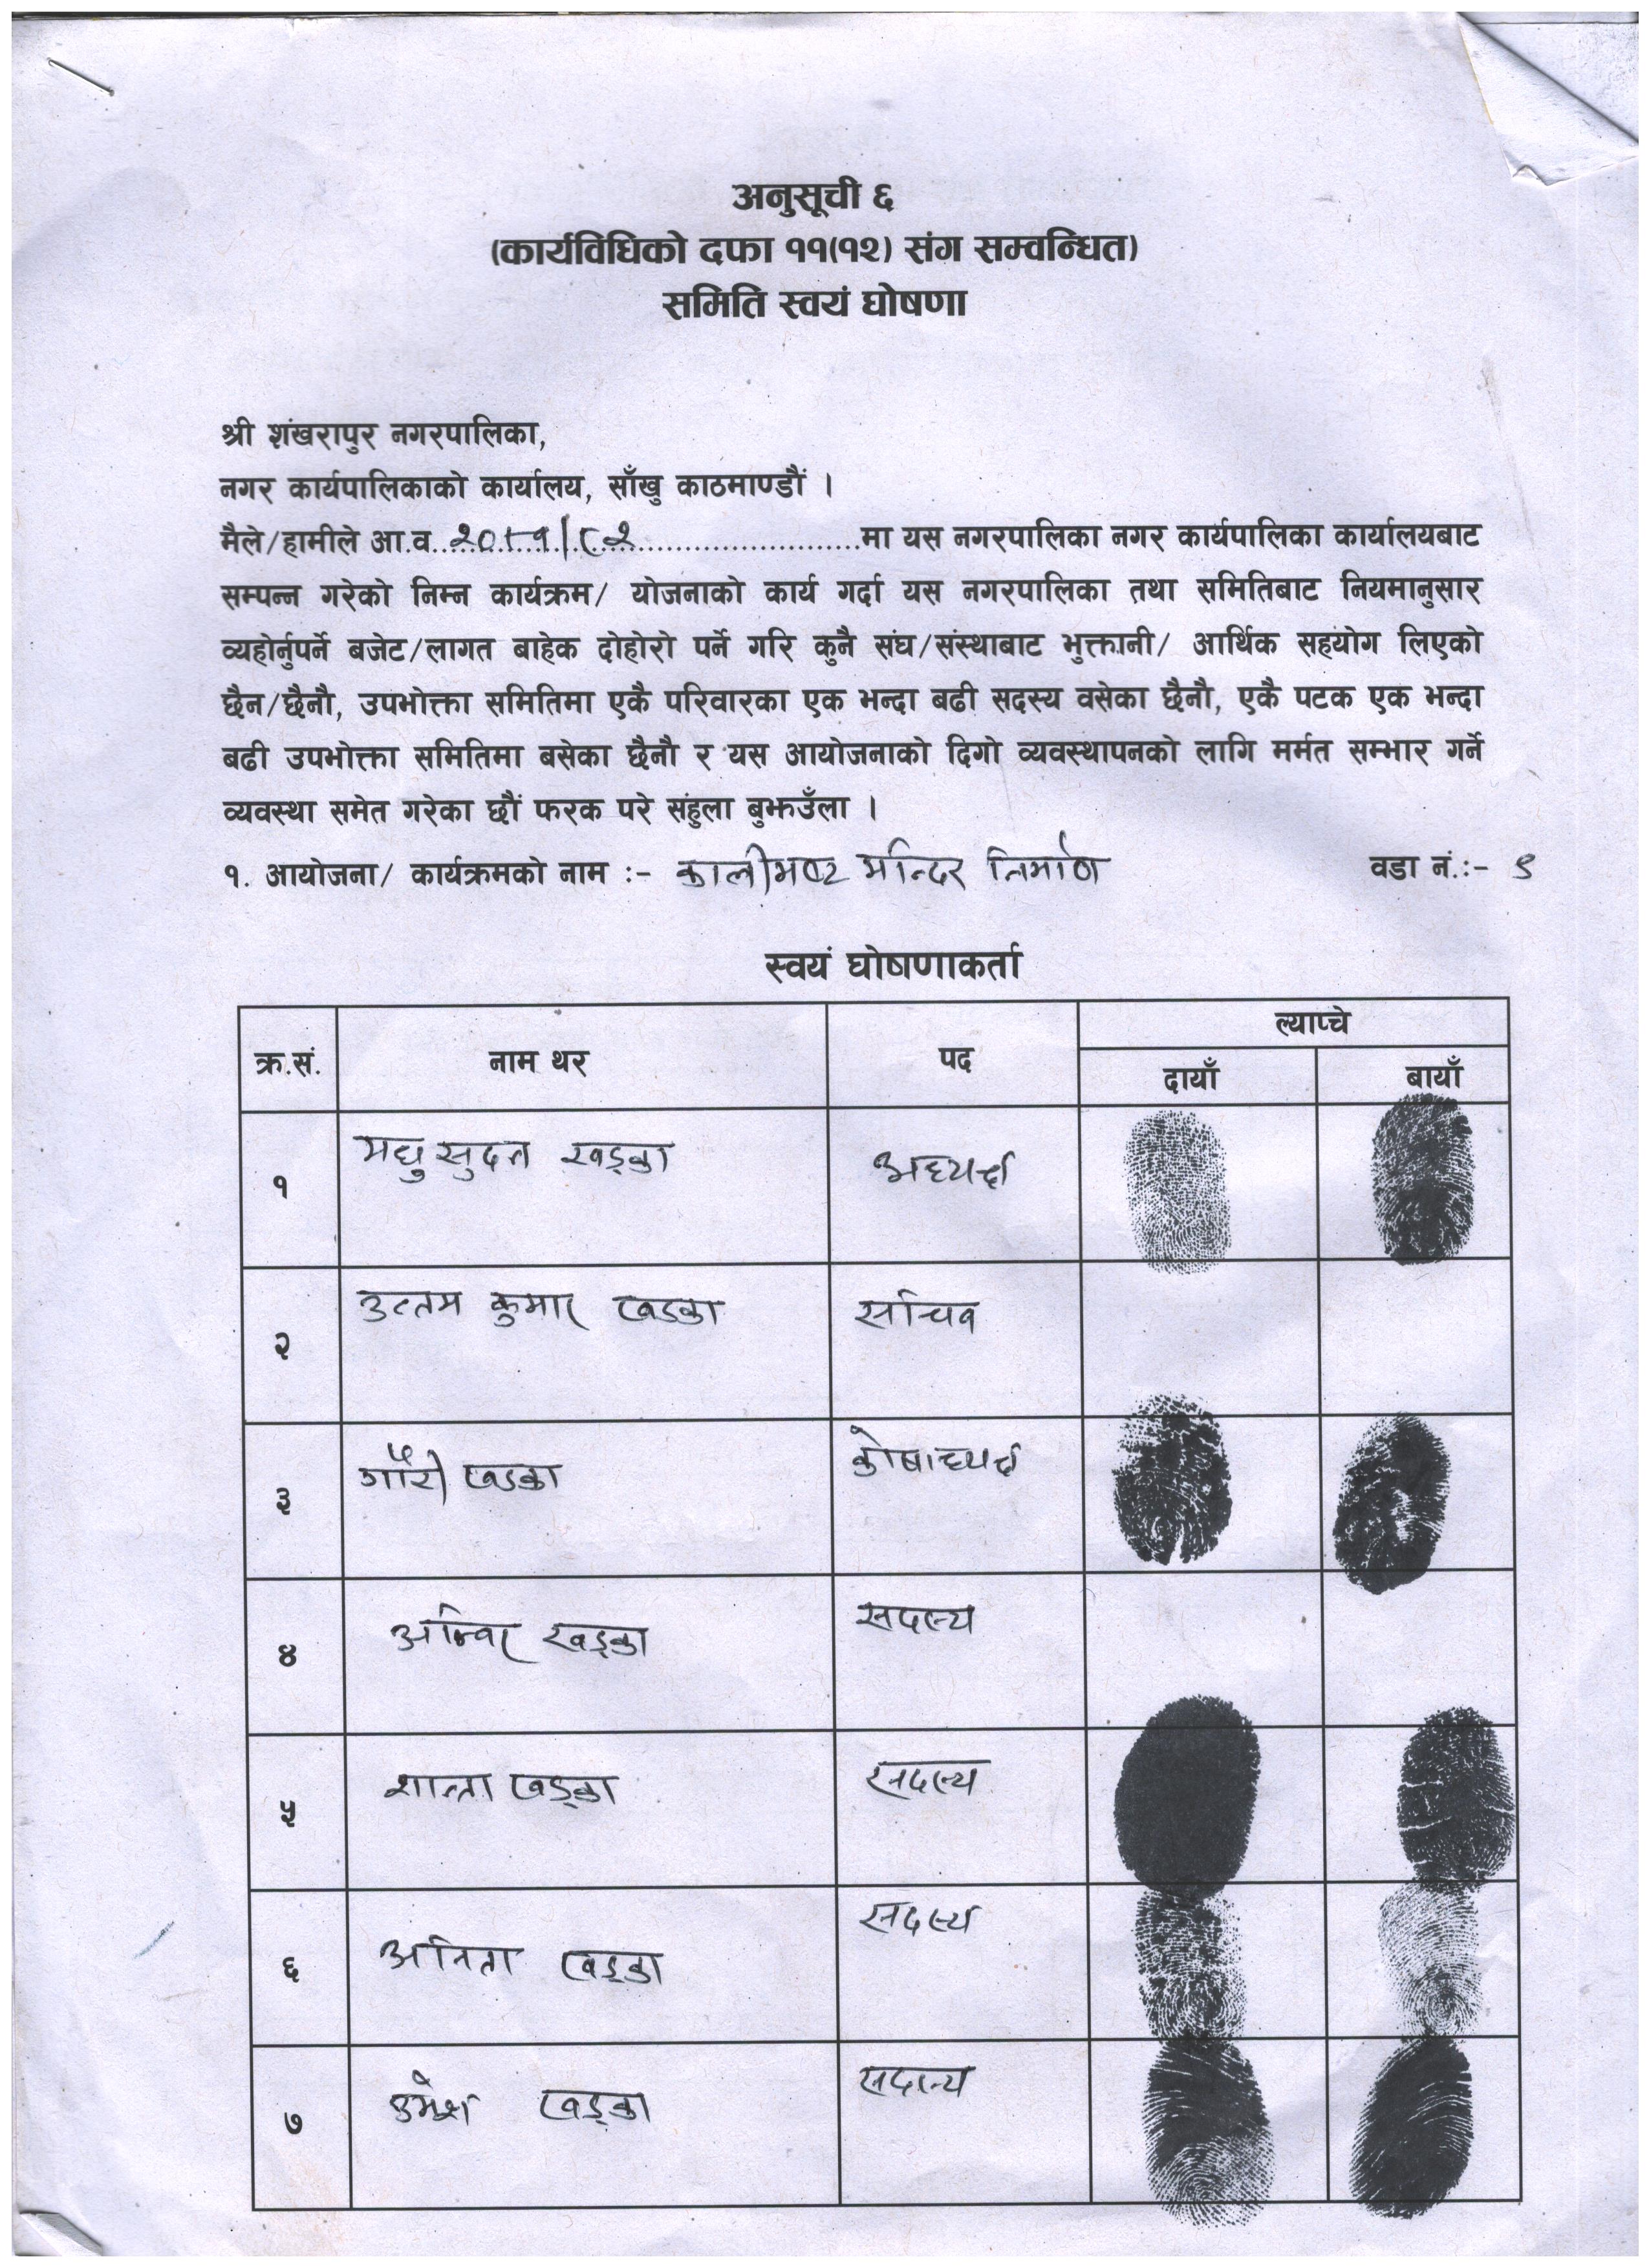 अनुसूची ६
(कार्यविधिको दफा ११(१२) संग सम्वन्धित)
समिति स्वयं घोषणा
श्री शंखरापुर नगरपालिका,
नगर कार्यपालिकाको कार्यालय, साँखु काठमाण्डौं ।
मैले/हामीले आ.व. २०८१/८२ मा यस नगरपालिका नगर कार्यपालिका कार्यालयबाट
सम्पन्न गरेको निम्न कार्यक्रम/ योजनाको कार्य गर्दा यस नगरपालिका तथा समितिबाट नियमानुसार
व्यहोर्नुपर्ने बजेट/लागत बाहेक दोहोरो पर्ने गरि कुनै संघ/संस्थाबाट भुक्तानी/ आर्थिक सहयोग लिएको
छैन/छैनौ, उपभोक्ता समितिमा एकै परिवारका एक भन्दा बढी सदस्य वसेका छैनौ, एकै पटक एक भन्दा
बढी उपभोक्ता समितिमा बसेका छैनौ र यस आयोजनाको दिगो व्यवस्थापनको लागि मर्मत सम्भार गर्ने
व्यवस्था समेत गरेका छौं फरक परे संहुला बुझउँला ।
१. आयोजना/ कार्यक्रमको नाम :- मन्दिर निर्माण वडा नं.:-
स्वयं घोषणाकर्ता
क्र.सं. नाम थर पद ल्याप्चे
दायाँ बायाँ
१ मधुसुदन खड्का अध्यक्ष
२ उत्तम कुमार खडका सचिव
३ गौरी खडका कोषाध्यक्ष
४ खड्का सदस्य
५ शान्ता खड्का सदस्य
६ अनिता खड्का सदस्य
७ उमेश खड्का सदस्य